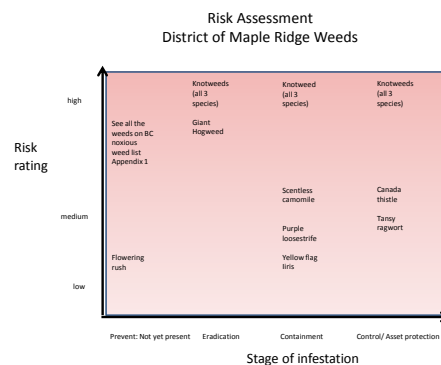 Risk Assessment
District of Maple Ridge Weeds
Risk
rating
high
medium
low
See all the
weeds on BC
noxious
weed list
Appendix 1
Flowering
rush
Knotweeds
(all 3
species)
Giant
Hogweed
Knotweed
(all 3
species)
Scentless
camomile
Purple
loosestrife
Yellow flag
Iiris
Knotweeds
(all 3
species)
Canada
thistle
Tansy
ragwort
Prevent: Not yet present
Eradication
Containment
Control/ Asset protection
Stage of infestation